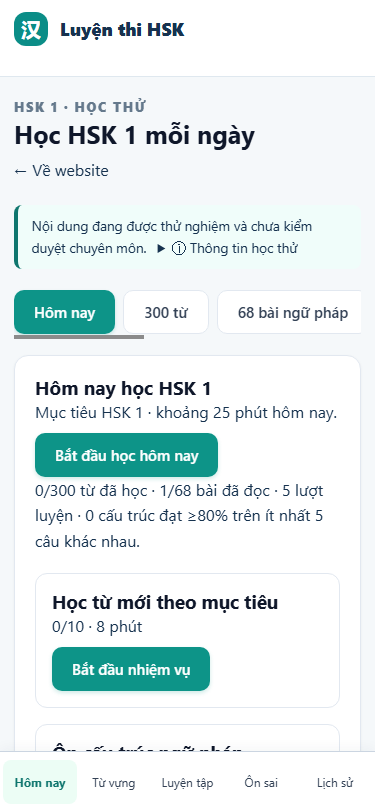 汉 Luyện thi HSK
HSK 1 · HỌC THỬ
Học HSK 1 mỗi ngày
← Về website
Nội dung đang được thử nghiệm và chưa kiểm
duyệt chuyên môn. ▶ ⓘ Thông tin học thử
Hôm nay 300 từ 68 bài ngữ pháp
Hôm nay học HSK 1
Mục tiêu HSK 1 · khoảng 25 phút hôm nay.
Bắt đầu học hôm nay
0/300 từ đã học · 1/68 bài đã đọc · 5 lượt
luyện · 0 cấu trúc đạt ≥80% trên ít nhất 5
câu khác nhau.
Học từ mới theo mục tiêu
0/10 · 8 phút
Bắt đầu nhiệm vụ
Ôn cấu trúc ngữ pháp
Hôm nay Từ vựng Luyện tập Ôn sai Lịch sử